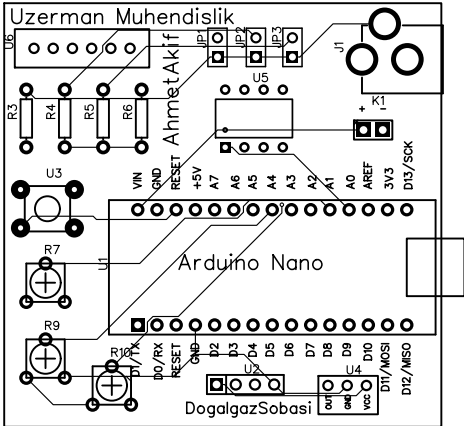 Uzerman Muhendislik
U6
JP1
JP2
JP3
J1
AhmetAkif
U5
K1
+ -
R3
R4
R5
R6
U3
VIN
GND
RESET
+5V
A7
A6
A5
A4
A3
A2
A1
A0
AREF
3V3
D13/SCK
R7
U1
Arduino Nano
R9
R10
D1/TX
D0/RX
RESET
GND
D2
D3
D4
D5
D6
D7
D8
D9
D10
D11/MOSI
D12/MISO
U2
U4
OUT
GND
VCC
DogalgazSobasi